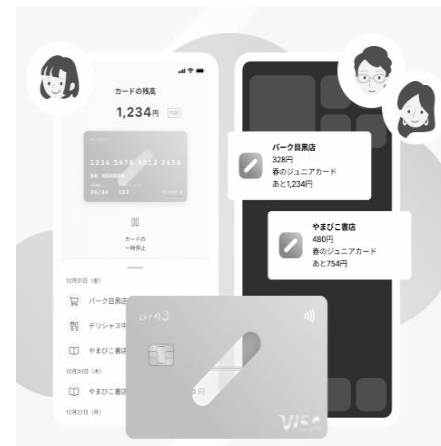 カードの残高
1,234円
1234 5678 9012 3456
カードの
一時停止
12月31日（金）
パーク目黒店
デリシャス中
やまびこ書店
12月30日（木）
やまびこ書店
円
12月27日（月）
パーク目黒店
328円
春のジュニアカード
あと1,234円
やまびこ書店
480円
春のジュニアカード
あと754円
B/43
VISA